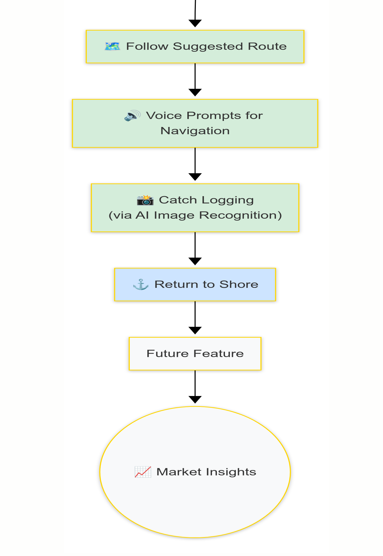 🗺️ Follow Suggested Route
🔊 Voice Prompts for
Navigation
📸 Catch Logging
(via AI Image Recognition)
⚓ Return to Shore
Future Feature
📈 Market Insights